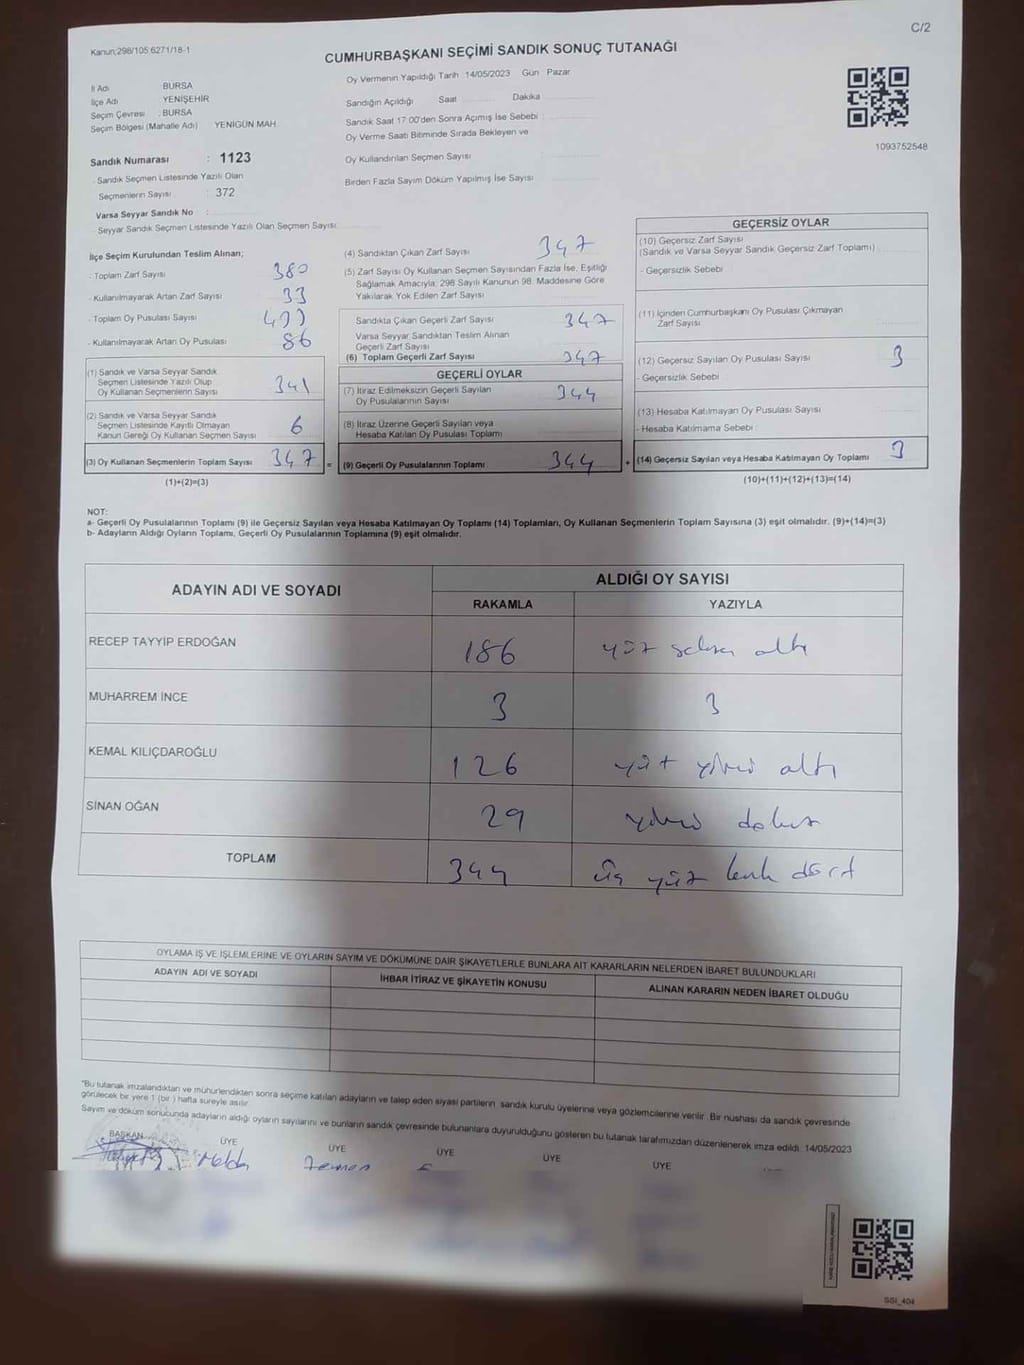 C/2
Kanun;298/105 6271/18-1
CUMHURBAŞKANI SEÇİMİ SANDIK SONUÇ TUTANAĞI
İl Adı BURSA
İlçe Adı YENİŞEHİR
Seçim Çevresi : BURSA
Seçim Bölgesi (Mahalle Adı) YENİGÜN MAH.
Sandık Numarası : 1123
- Sandık Seçmen Listesinde Yazılı Olan
Seçmenlerin Sayısı : 372
Varsa Seyyar Sandık No :
- Seyyar Sandık Seçmen Listesinde Yazılı Olan Seçmen Sayısı:
Oy Vermenin Yapıldığı Tarih 14/05/2023 Gün Pazar
Sandığın Açıldığı Saat Dakika
Sandık Saat 17:00'den Sonra Açımış İse Sebebi
Oy Verme Saati Bitiminde Sırada Bekleyen ve
Oy Kullandırılan Seçmen Sayısı
Birden Fazla Sayım Döküm Yapılmış İse Sayısı
1093752548
İlçe Seçim Kurulundan Teslim Alınan;
- Toplam Zarf Sayısı 380
- Kullanılmayarak Artan Zarf Sayısı 33
- Toplam Oy Pusulası Sayısı
- Kullanılmayarak Artan Oy Pusulası 86
(1) Sandık ve Varsa Seyyar Sandık
Seçmen Listesinde Yazılı Olup
Oy Kullanan Seçmenlerin Sayısı 341
(2) Sandık ve Varsa Seyyar Sandık
Seçmen Listesinde Kayıtlı Olmayan
Kanun Gereği Oy Kullanan Seçmen Sayısı 6
(3) Oy Kullanan Seçmenlerin Toplam Sayısı 347 =
(1)+(2)=(3)
(4) Sandıktan Çıkan Zarf Sayısı 347
(5) Zarf Sayısı Oy Kullanan Seçmen Sayısından Fazla İse, Eşitliği
Sağlamak Amacıyla; 298 Sayılı Kanunun 98. Maddesine Göre
Yakılarak Yok Edilen Zarf Sayısı
Sandıkta Çıkan Geçerli Zarf Sayısı 347
Varsa Seyyar Sandıktan Teslim Alınan
Geçerli Zarf Sayısı
(6) Toplam Geçerli Zarf Sayısı 347
GEÇERLİ OYLAR
(7) İtiraz Edilmeksizin Geçerli Sayılan
Oy Pusulalarının Sayısı 344
(8) İtiraz Üzerine Geçerli Sayılan veya
Hesaba Katılan Oy Pusulası Toplamı
(9) Geçerli Oy Pusulalarının Toplamı 344 +
GEÇERSİZ OYLAR
(10) Geçersiz Zarf Sayısı
(Sandık ve Varsa Seyyar Sandık Geçersiz Zarf Toplamı)
- Geçersizlik Sebebi
(11) İçinden Cumhurbaşkanı Oy Pusulası Çıkmayan
Zarf Sayısı
(12) Geçersiz Sayılan Oy Pusulası Sayısı 3
- Geçersizlik Sebebi
(13) Hesaba Katılmayan Oy Pusulası Sayısı
- Hesaba Katılmama Sebebi
(14) Geçersiz Sayılan veya Hesaba Katılmayan Oy Toplamı 3
(10)+(11)+(12)+(13)=(14)
NOT:
a- Geçerli Oy Pusulalarının Toplamı (9) ile Geçersiz Sayılan veya Hesaba Katılmayan Oy Toplamı (14) Toplamları, Oy Kullanan Seçmenlerin Toplam Sayısına (3) eşit olmalıdır. (9)+(14)=(3)
b- Adayların Aldığı Oyların Toplamı, Geçerli Oy Pusulalarının Toplamına (9) eşit olmalıdır.
ADAYIN ADI VE SOYADI ALDIĞI OY SAYISI
RAKAMLA YAZIYLA
RECEP TAYYİP ERDOĞAN 186 yüz seksen altı
MUHARREM İNCE 3 3
KEMAL KILIÇDAROĞLU 126 yüz yirmi altı
SİNAN OĞAN 29 yirmi dokuz
TOPLAM 344 üç yüz kırk dört
OYLAMA İŞ VE İŞLEMLERİNE VE OYLARIN SAYIM VE DÖKÜMÜNE DAİR ŞİKAYETLERLE BUNLARA AİT KARARLARIN NELERDEN İBARET BULUNDUKLARI
ADAYIN ADI VE SOYADI İHBAR İTİRAZ VE ŞİKAYETİN KONUSU ALINAN KARARIN NEDEN İBARET OLDUĞU
*Bu tutanak imzalandıktan ve mühürlendikten sonra seçime katılan adayların ve talep eden siyasi partilerin sandık kurulu üyelerine veya gözlemcilerine verilir. Bir nüshası da sandık çevresinde
görülecek bir yere 1 (bir ) hafta süreyle asılır.
Sayım ve döküm sonucunda adayların aldığı oyların sayılarını ve bunların sandık çevresinde bulunanlara duyurulduğunu gösteren bu tutanak tarafımızdan düzenlenerek imza edildi. 14/05/2023
BAŞKAN ÜYE ÜYE ÜYE ÜYE ÜYE
SSI_404